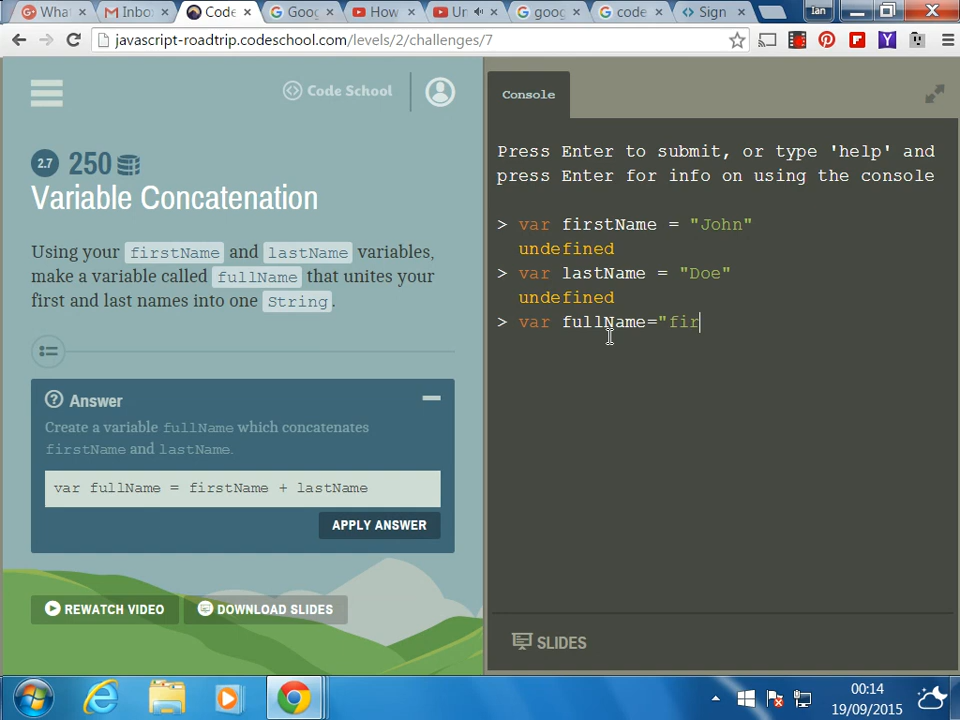 What
Inbo
Code
Goog
How
Ur
goog
code
Sign
Ian
javascript-roadtrip.codeschool.com/levels/2/challenges/7
Code School
2.7 250
Variable Concatenation
Using your firstName and lastName variables,
make a variable called fullName that unites your
first and last names into one String.
Answer
Create a variable fullName which concatenates
firstName and lastName.
var fullName = firstName + lastName
APPLY ANSWER
REWATCH VIDEO
DOWNLOAD SLIDES
Console
Press Enter to submit, or type 'help' and
press Enter for info on using the console
> var firstName = "John"
undefined
> var lastName = "Doe"
undefined
> var fullName="fir
SLIDES
00:14
19/09/2015